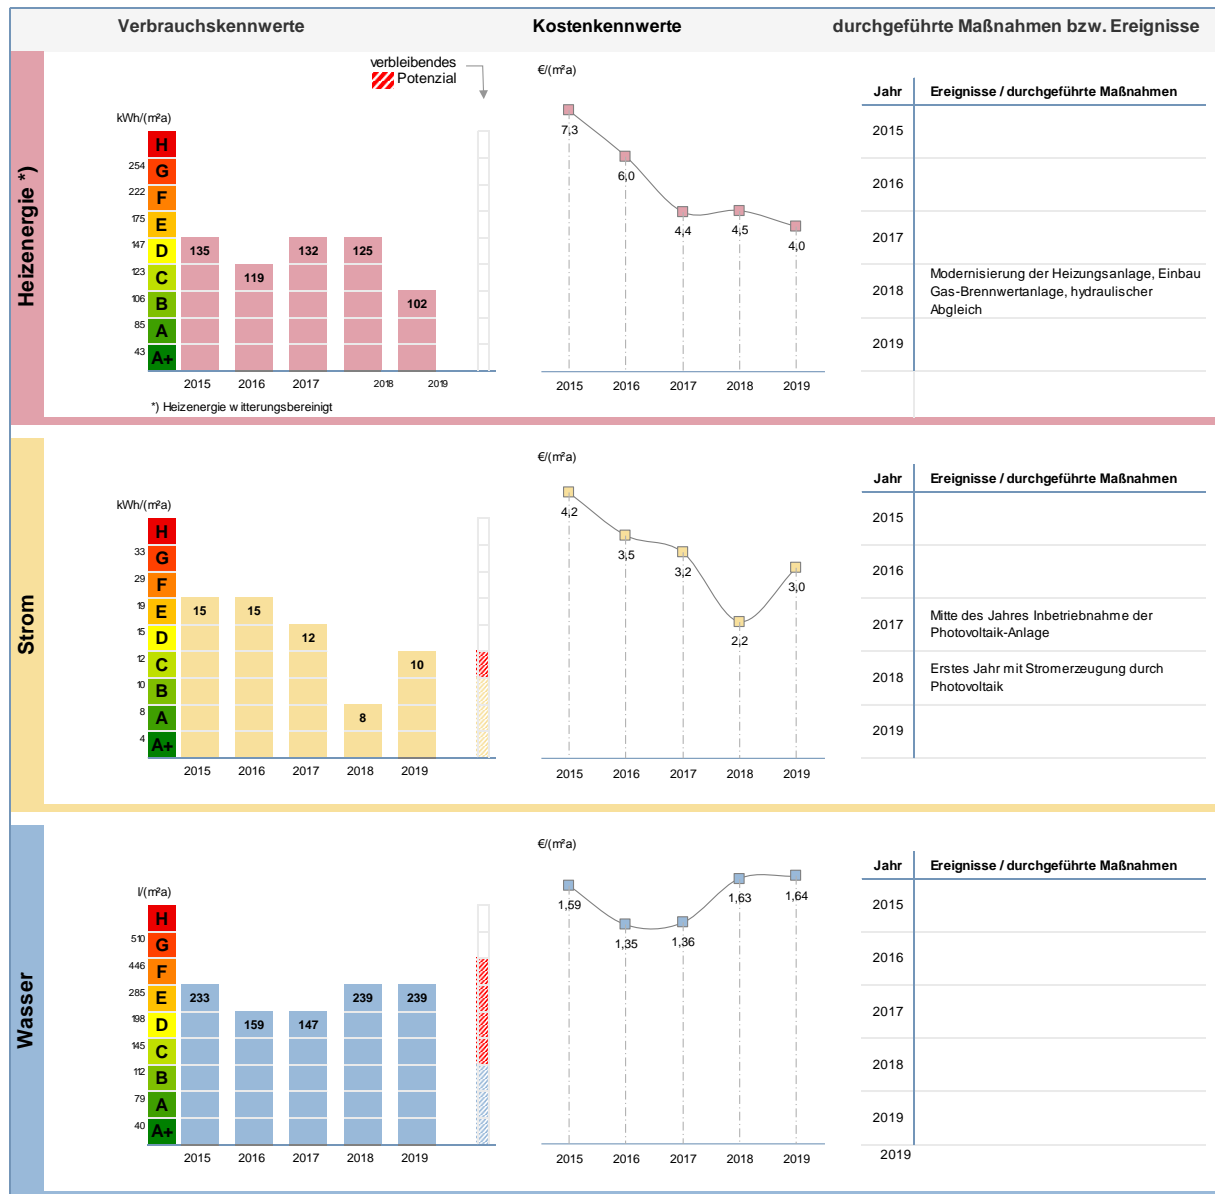 Verbrauchskennwerte
Kostenkennwerte
durchgeführte Maßnahmen bzw. Ereignisse
Heizenergie *)
verbleibendes
Potenzial
kWh/(m²a)
H
254
G
222
F
175
E
147
D
123
C
106
B
85
A
43
A+
135
119
132
125
102
2015
2016
2017
2018
2019
*) Heizenergie witterungsbereinigt
€/(m²a)
7,3
6,0
4,4
4,5
4,0
2015
2016
2017
2018
2019
Jahr
Ereignisse / durchgeführte Maßnahmen
2015
2016
2017
2018
Modernisierung der Heizungsanlage, Einbau
Gas-Brennwertanlage, hydraulischer
Abgleich
2019
Strom
kWh/(m²a)
H
33
G
29
F
19
E
15
D
12
C
10
B
8
A
4
A+
15
15
12
8
10
2015
2016
2017
2018
2019
€/(m²a)
4,2
3,5
3,2
2,2
3,0
2015
2016
2017
2018
2019
Jahr
Ereignisse / durchgeführte Maßnahmen
2015
2016
2017
Mitte des Jahres Inbetriebnahme der
Photovoltaik-Anlage
2018
Erstes Jahr mit Stromerzeugung durch
Photovoltaik
2019
Wasser
l/(m²a)
H
510
G
446
F
285
E
198
D
145
C
112
B
79
A
40
A+
233
159
147
239
239
2015
2016
2017
2018
2019
€/(m²a)
1,59
1,35
1,36
1,63
1,64
2015
2016
2017
2018
2019
Jahr
Ereignisse / durchgeführte Maßnahmen
2015
2016
2017
2018
2019
2019